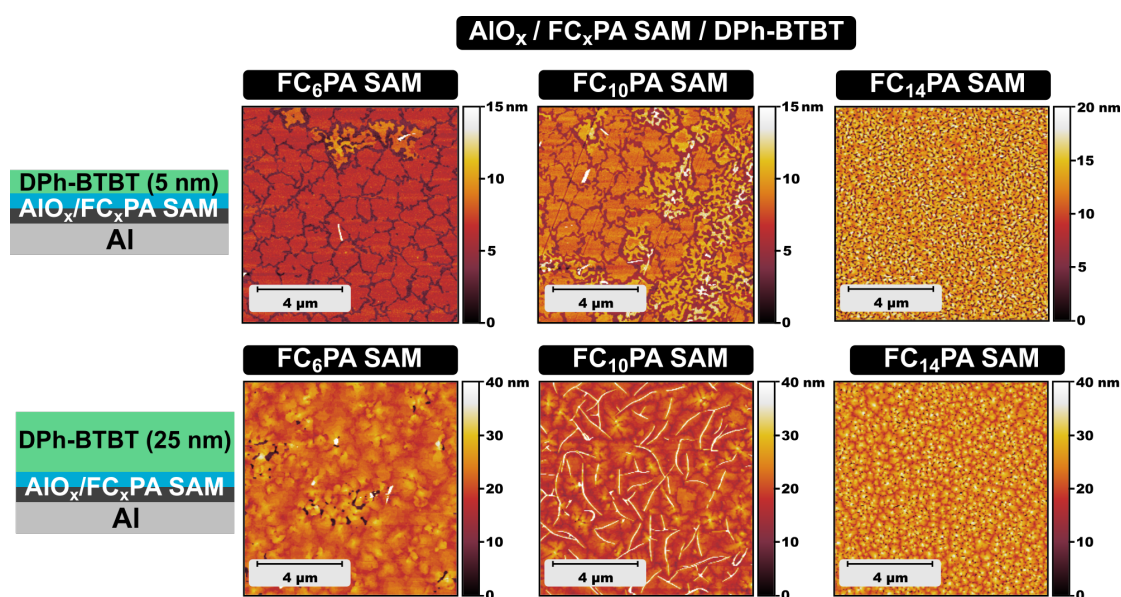 AlOₓ / FCₓPA SAM / DPh-BTBT
FC₆PA SAM
FC₁₀PA SAM
FC₁₄PA SAM
DPh-BTBT (5 nm)
AlOₓ/FCₓPA SAM
Al
15 nm
10
5
0
4 µm
15 nm
10
5
0
4 µm
20 nm
15
10
5
0
4 µm
FC₆PA SAM
FC₁₀PA SAM
FC₁₄PA SAM
DPh-BTBT (25 nm)
AlOₓ/FCₓPA SAM
Al
40 nm
30
20
10
0
4 µm
40 nm
30
20
10
0
4 µm
40 nm
30
20
10
0
4 µm